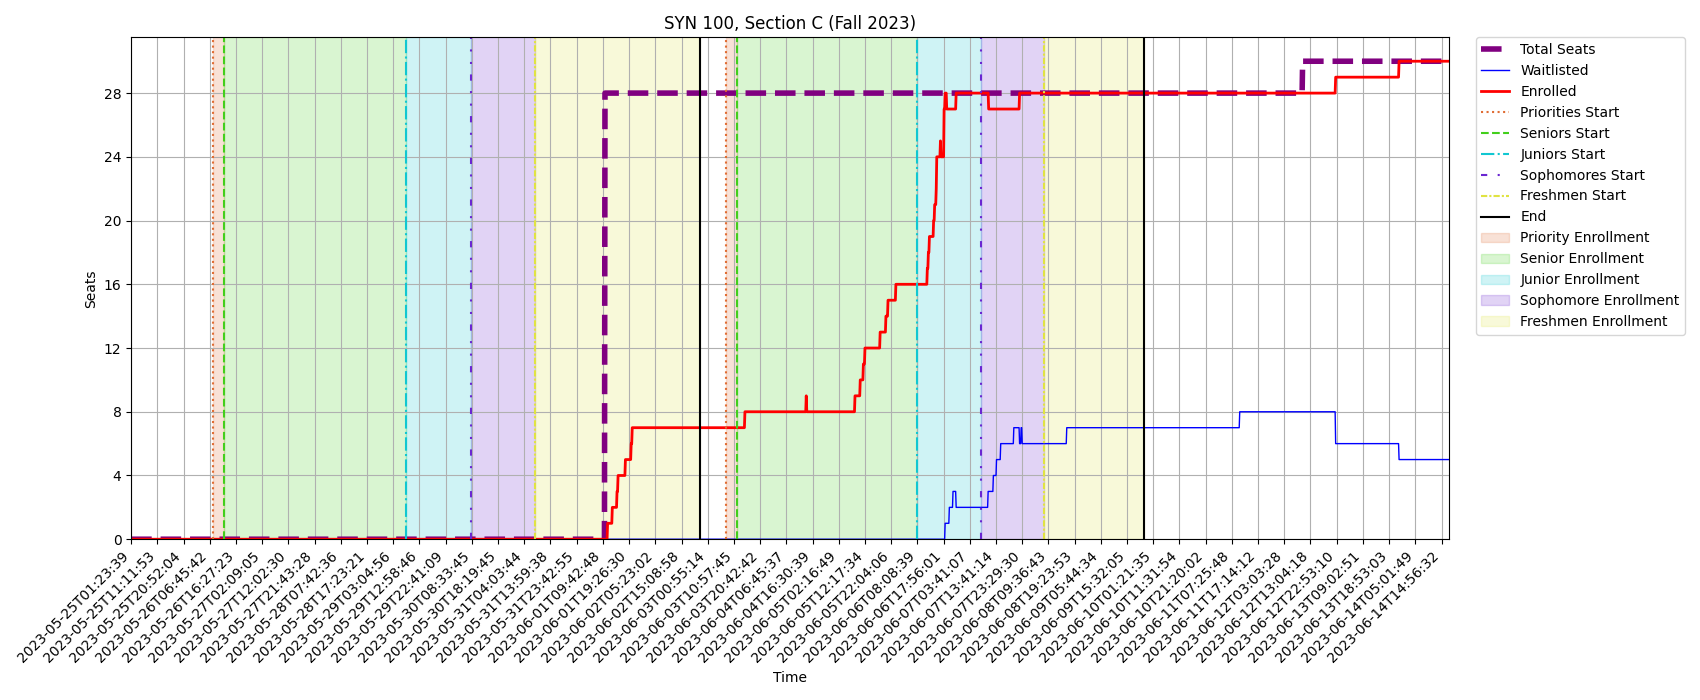 SYN 100, Section C (Fall 2023)
Seats
28
24
20
16
12
8
4
0
2023-05-25T01:23:39
2023-05-25T11:11:53
2023-05-25T20:52:04
2023-05-26T06:45:42
2023-05-26T16:27:23
2023-05-27T02:09:05
2023-05-27T12:02:30
2023-05-27T21:43:28
2023-05-28T07:42:36
2023-05-28T17:23:21
2023-05-29T03:04:56
2023-05-29T12:58:46
2023-05-29T22:41:09
2023-05-30T08:33:45
2023-05-30T18:19:45
2023-05-31T04:03:44
2023-05-31T13:59:38
2023-05-31T23:42:55
2023-06-01T09:42:48
2023-06-01T19:26:30
2023-06-02T05:23:02
2023-06-02T15:08:58
2023-06-03T00:55:14
2023-06-03T10:57:45
2023-06-03T20:42:42
2023-06-04T06:45:37
2023-06-04T16:30:39
2023-06-05T02:16:49
2023-06-05T12:17:34
2023-06-05T22:04:06
2023-06-06T08:08:39
2023-06-06T17:56:01
2023-06-07T03:41:07
2023-06-07T13:41:14
2023-06-07T23:29:30
2023-06-08T09:36:43
2023-06-08T19:23:53
2023-06-09T05:44:34
2023-06-09T15:32:05
2023-06-10T01:21:35
2023-06-10T11:31:54
2023-06-10T21:20:02
2023-06-11T07:25:48
2023-06-11T17:14:12
2023-06-12T03:03:28
2023-06-12T13:04:18
2023-06-12T22:53:10
2023-06-13T09:02:51
2023-06-13T18:53:03
2023-06-14T05:01:49
2023-06-14T14:56:32
Time
Total Seats
Waitlisted
Enrolled
Priorities Start
Seniors Start
Juniors Start
Sophomores Start
Freshmen Start
End
Priority Enrollment
Senior Enrollment
Junior Enrollment
Sophomore Enrollment
Freshmen Enrollment